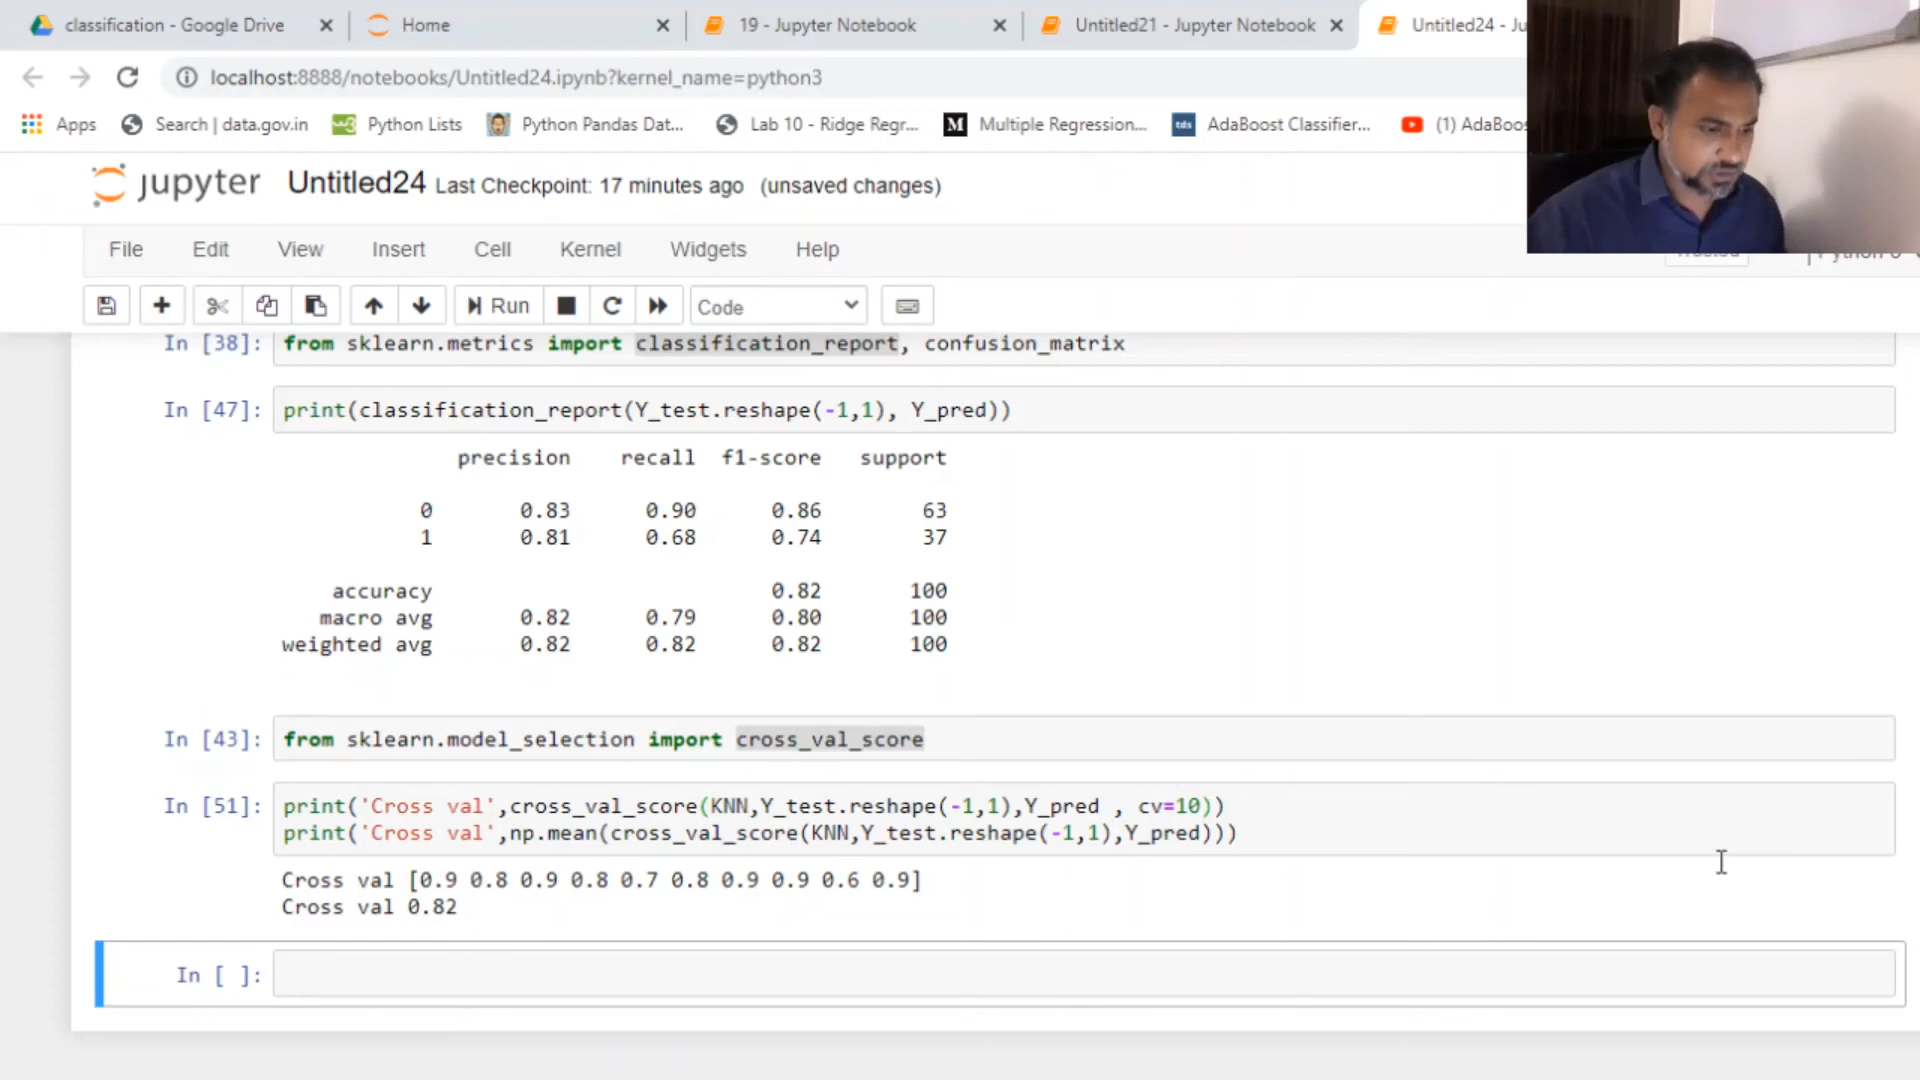 classification - Google Drive
Home
19 - Jupyter Notebook
Untitled21 - Jupyter Notebook
Untitled24 - Ju
localhost:8888/notebooks/Untitled24.ipynb?kernel_name=python3
Apps
Search | data.gov.in
Python Lists
Python Pandas Dat...
Lab 10 - Ridge Regr...
M
Multiple Regression...
tds
AdaBoost Classifier...
(1) AdaBoos
jupyter
Untitled24 Last Checkpoint: 17 minutes ago (unsaved changes)
File Edit View Insert Cell Kernel Widgets Help
Run
Code
In [38]: from sklearn.metrics import classification_report, confusion_matrix
In [47]: print(classification_report(Y_test.reshape(-1,1), Y_pred))
precision recall f1-score support
0 0.83 0.90 0.86 63
1 0.81 0.68 0.74 37
accuracy 0.82 100
macro avg 0.82 0.79 0.80 100
weighted avg 0.82 0.82 0.82 100
In [43]: from sklearn.model_selection import cross_val_score
In [51]: print('Cross val',cross_val_score(KNN,Y_test.reshape(-1,1),Y_pred , cv=10))
print('Cross val',np.mean(cross_val_score(KNN,Y_test.reshape(-1,1),Y_pred)))
Cross val [0.9 0.8 0.9 0.8 0.7 0.8 0.9 0.9 0.6 0.9]
Cross val 0.82
In [ ]: